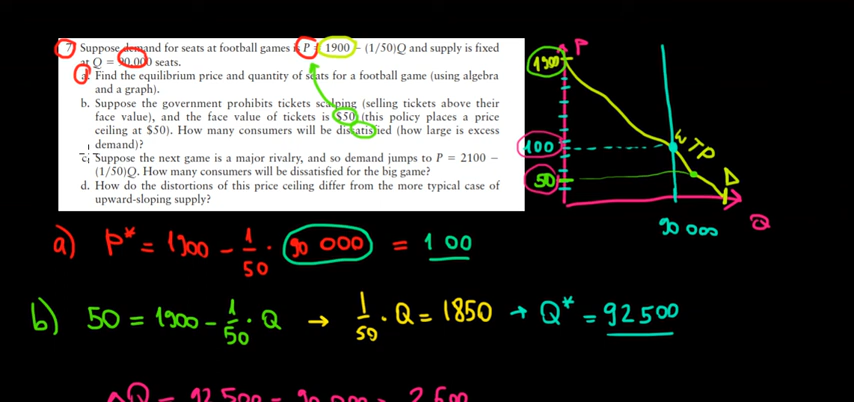 7. Suppose demand for seats at football games is P = 1900 – (1/50)Q and supply is fixed
at Q = 90,000 seats.
a. Find the equilibrium price and quantity of seats for a football game (using algebra
and a graph).
b. Suppose the government prohibits tickets scalping (selling tickets above their
face value), and the face value of tickets is $50 (this policy places a price
ceiling at $50). How many consumers will be dissatisfied (how large is excess
demand)?
c. Suppose the next game is a major rivalry, and so demand jumps to P = 2100 –
(1/50)Q. How many consumers will be dissatisfied for the big game?
d. How do the distortions of this price ceiling differ from the more typical case of
upward-sloping supply?
P
1900
100
50
WTP
D
90 000
Q
a) P* = 1900 - 1/50 · 90 000 = 100
b) 50 = 1900 - 1/50 · Q → 1/50 · Q = 1850 → Q* = 92 500